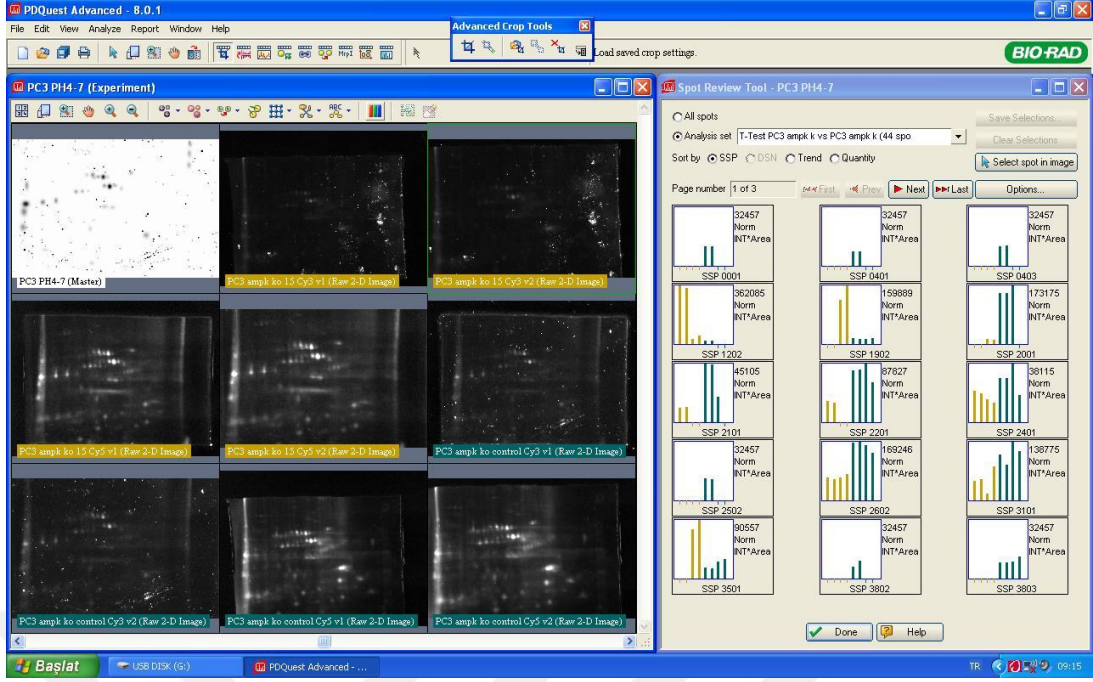 PDQuest Advanced - 8.0.1
File Edit View Analyze Report Window Help
Advanced Crop Tools
Load saved crop settings.
BIO-RAD
PC3 PH4-7 (Experiment)
PC3 PH4-7 (Master)
PC3 ampk ko 15 Cy3 v1 (Raw 2-D Image)
PC3 ampk ko 15 Cy3 v2 (Raw 2-D Image)
PC3 ampk ko 15 Cy5 v1 (Raw 2-D Image)
PC3 ampk ko 15 Cy5 v2 (Raw 2-D Image)
PC3 ampk ko control Cy3 v1 (Raw 2-D Image)
PC3 ampk ko control Cy3 v2 (Raw 2-D Image)
PC3 ampk ko control Cy5 v1 (Raw 2-D Image)
PC3 ampk ko control Cy5 v2 (Raw 2-D Image)
Spot Review Tool - PC3 PH4-7
All spots
Save Selections...
Analysis set T-Test PC3 ampk k vs PC3 ampk k (44 spo
Clear Selections
Sort by SSP DSN Trend Quantity
Select spot in image
Page number 1 of 3 First Prev Next Last Options...
32457
Norm
INT*Area
SSP 0001
32457
Norm
INT*Area
SSP 0401
32457
Norm
INT*Area
SSP 0403
362085
Norm
INT*Area
SSP 1202
159889
Norm
INT*Area
SSP 1902
173175
Norm
INT*Area
SSP 2001
45105
Norm
INT*Area
SSP 2101
87827
Norm
INT*Area
SSP 2201
38115
Norm
INT*Area
SSP 2401
32457
Norm
INT*Area
SSP 2502
169246
Norm
INT*Area
SSP 2602
138775
Norm
INT*Area
SSP 3101
90557
Norm
INT*Area
SSP 3501
32457
Norm
INT*Area
SSP 3802
32457
Norm
INT*Area
SSP 3803
Done Help
Başlat USB DISK (G:) PDQuest Advanced - ... TR 09:15